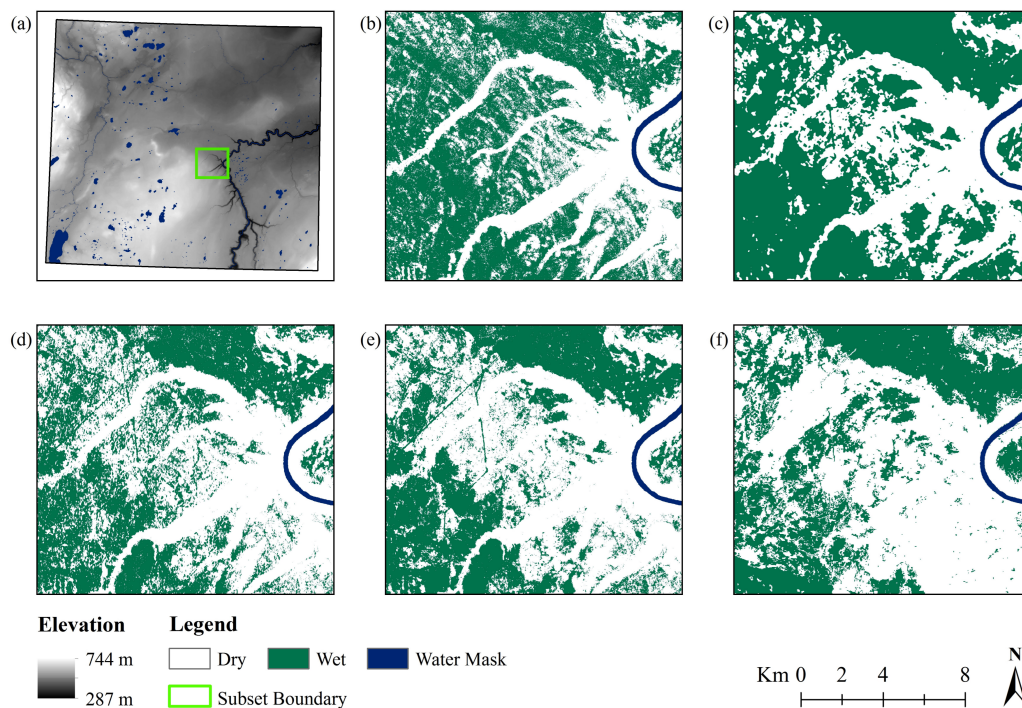 (a)
(b)
(c)
(d)
(e)
(f)
Elevation
744 m
287 m
Legend
Dry
Wet
Water Mask
Subset Boundary
Km 0 2 4 8
N